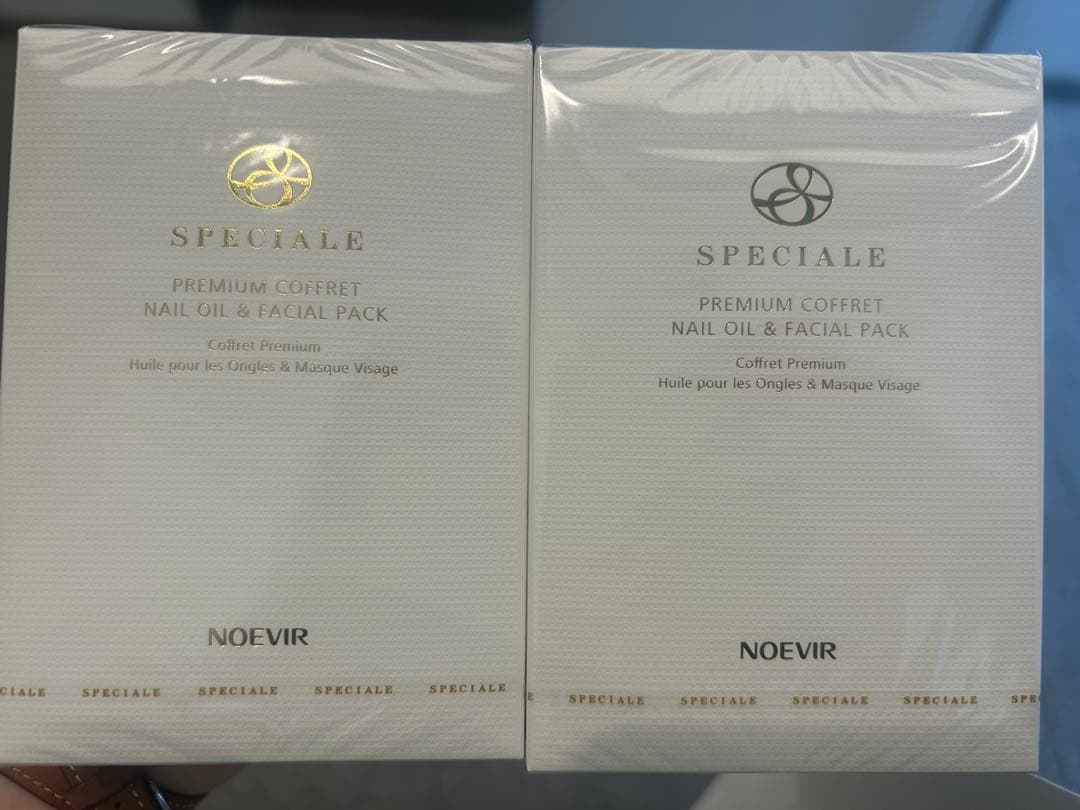 SPECIALE
PREMIUM COFFRET
NAIL OIL & FACIAL PACK
Coffret Premium
Huile pour les Ongles & Masque Visage
NOEVIR
CIALE SPECIALE SPECIALE SPECIALE SPECIALE
SPECIALE
PREMIUM COFFRET
NAIL OIL & FACIAL PACK
Coffret Premium
Huile pour les Ongles & Masque Visage
NOEVIR
E SPECIALE SPECIALE SPECIALE SPECIALE SPE